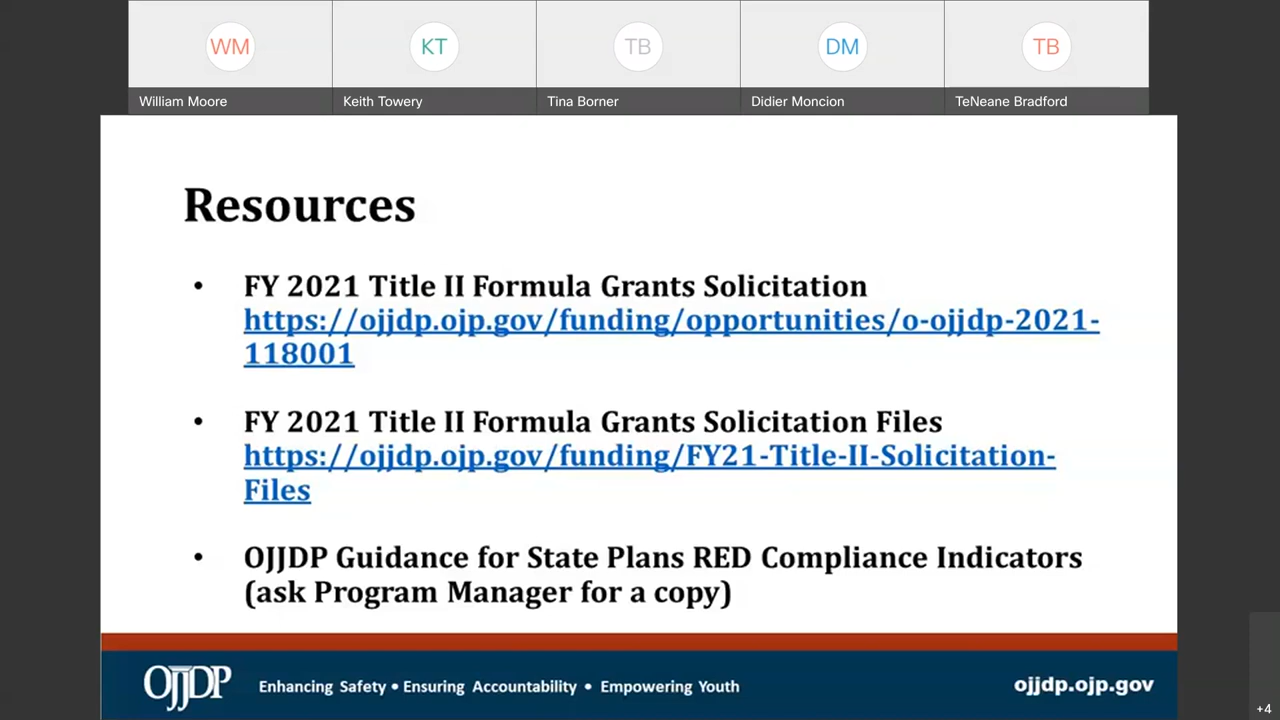 WM KT TB DM TB
William Moore Keith Towery Tina Borner Didier Moncion TeNeane Bradford
Resources
• FY 2021 Title II Formula Grants Solicitation
https://ojjdp.ojp.gov/funding/opportunities/o-ojjdp-2021-
118001
• FY 2021 Title II Formula Grants Solicitation Files
https://ojjdp.ojp.gov/funding/FY21-Title-II-Solicitation-
Files
• OJJDP Guidance for State Plans RED Compliance Indicators
(ask Program Manager for a copy)
OJJDP Enhancing Safety • Ensuring Accountability • Empowering Youth ojjdp.ojp.gov
+4